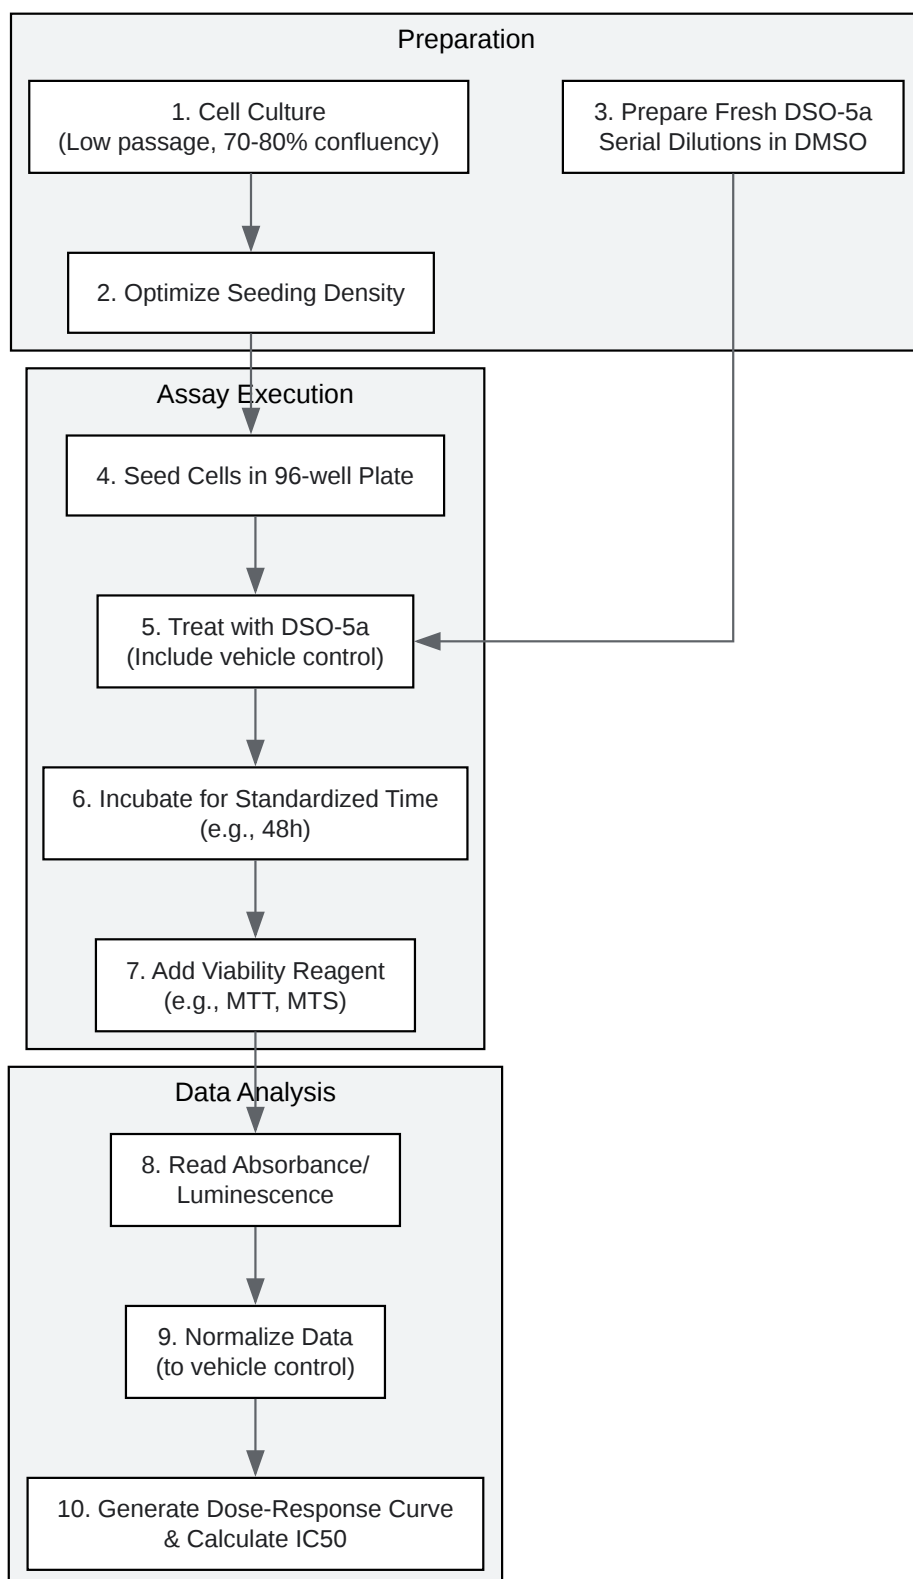 Preparation
1. Cell Culture
(Low passage, 70-80% confluency)
3. Prepare Fresh DSO-5a
Serial Dilutions in DMSO
2. Optimize Seeding Density
Assay Execution
4. Seed Cells in 96-well Plate
5. Treat with DSO-5a
(Include vehicle control)
6. Incubate for Standardized Time
(e.g., 48h)
7. Add Viability Reagent
(e.g., MTT, MTS)
Data Analysis
8. Read Absorbance/
Luminescence
9. Normalize Data
(to vehicle control)
10. Generate Dose-Response Curve
& Calculate IC50